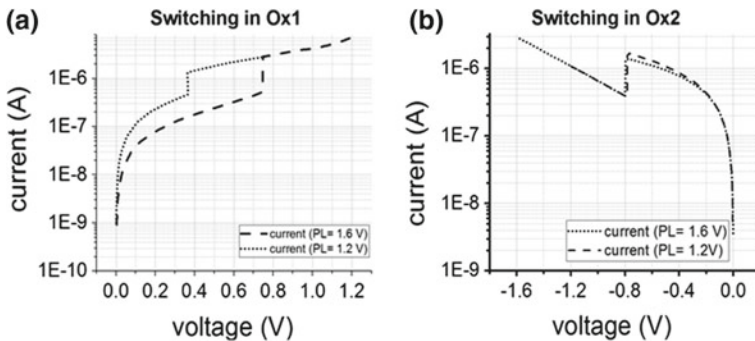 (a) Switching in Ox1
current (A)
1E-6
1E-7
1E-8
1E-9
1E-10
current (PL= 1.6 V)
current (PL= 1.2 V)
0.0 0.2 0.4 0.6 0.8 1.0 1.2
voltage (V)
(b) Switching in Ox2
current (A)
1E-6
1E-7
1E-8
1E-9
current (PL= 1.6 V)
current (PL= 1.2V)
-1.6 -1.2 -0.8 -0.4 0.0
voltage (V)